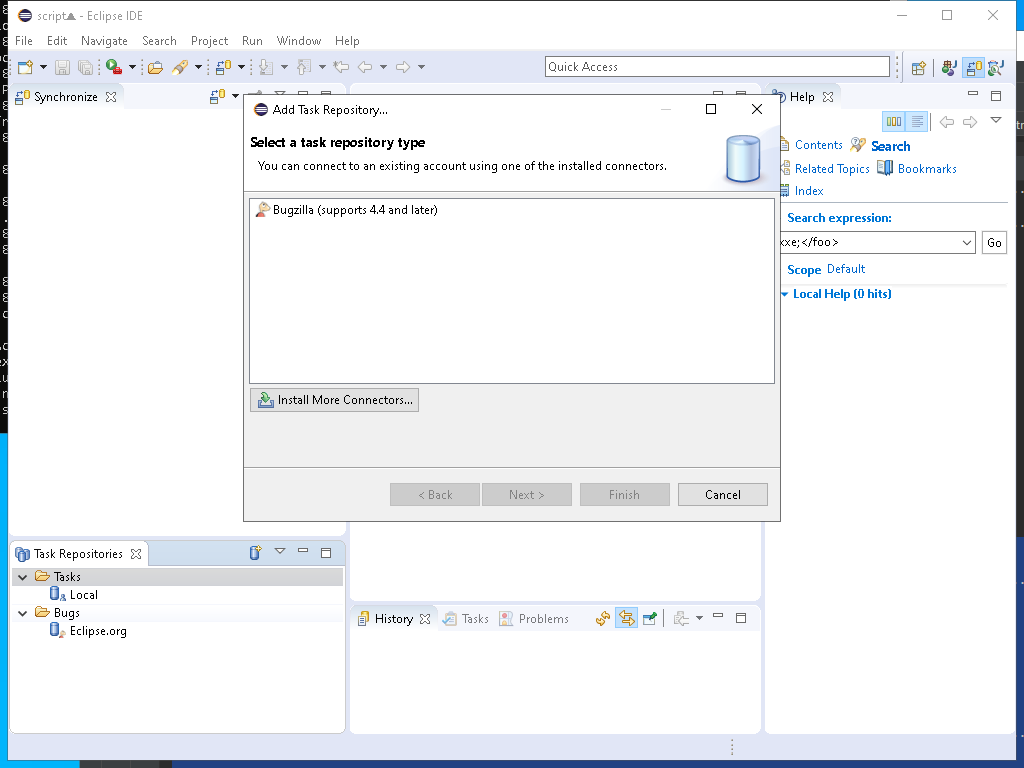 script - Eclipse IDE
File Edit Navigate Search Project Run Window Help
Quick Access
Synchronize
Help
Add Task Repository...
Select a task repository type
You can connect to an existing account using one of the installed connectors.
Bugzilla (supports 4.4 and later)
Install More Connectors...
< Back Next > Finish Cancel
Contents Search
Related Topics Bookmarks
Index
Search expression:
xxe;</foo>
Go
Scope Default
Local Help (0 hits)
Task Repositories
Tasks
Local
Bugs
Eclipse.org
History Tasks Problems